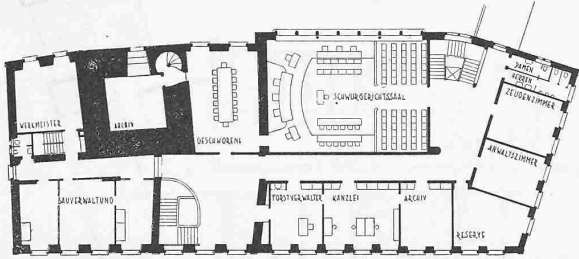 DAMEN
HERREN
ZEUGENZIMMER
SCHWURGERICHTSSAAL
WERKMEISTER
ARCHIV
GESCHWORENE
ANWALTSZIMMER
BAUVERWALTUNG
FORSTVERWALTER
KANZLEI
ARCHIV
RESERVE